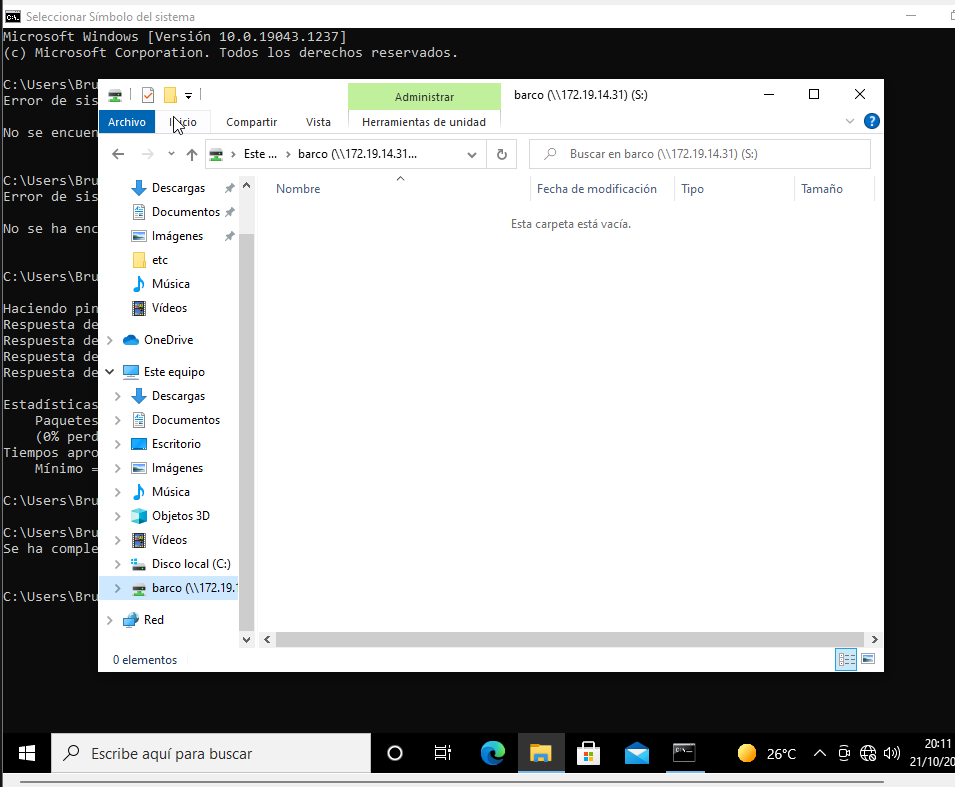 Seleccionar Símbolo del sistema
Microsoft Windows [Versión 10.0.19043.1237]
(c) Microsoft Corporation. Todos los derechos reservados.
C:\Users\Bru
Error de sis
No se encuen
C:\Users\Bru
Error de sis
No se ha enc
C:\Users\Bru
Haciendo pin
Respuesta de
Respuesta de
Respuesta de
Respuesta de
Estadísticas
Paquetes
(0% perd
Tiempos apro
Mínimo =
C:\Users\Bru
C:\Users\Bru
Se ha comple
C:\Users\Bru
Administrar
barco (\\172.19.14.31) (S:)
Archivo Inicio Compartir Vista Herramientas de unidad
Este ... barco (\\172.19.14.31...
Buscar en barco (\\172.19.14.31) (S:)
Nombre Fecha de modificación Tipo Tamaño
Esta carpeta está vacía.
Descargas
Documentos
Imágenes
etc
Música
Vídeos
OneDrive
Este equipo
Descargas
Documentos
Escritorio
Imágenes
Música
Objetos 3D
Vídeos
Disco local (C:)
barco (\\172.19.1
Red
0 elementos
Escribe aquí para buscar
26°C
20:11
21/10/20